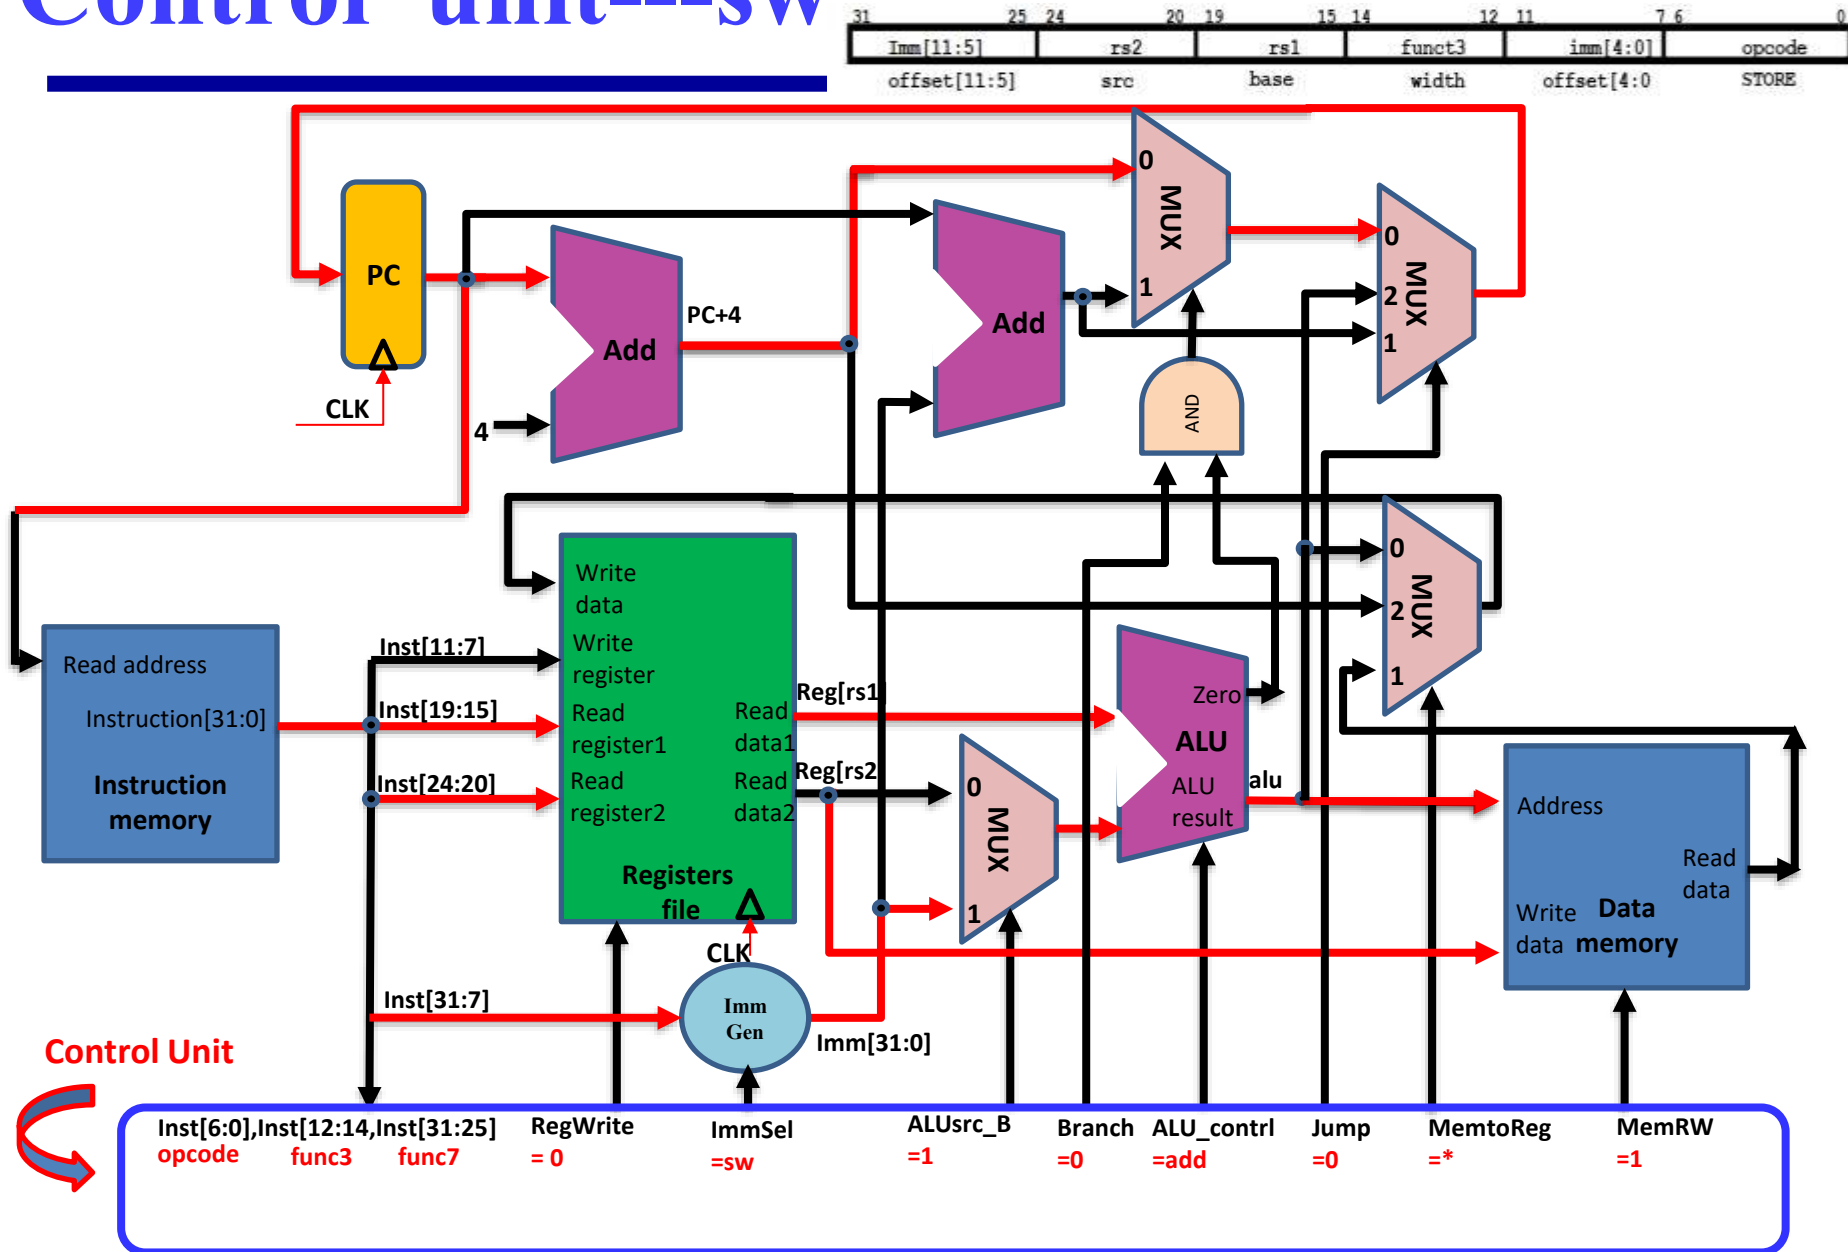 Control unit---sw
31 25 24 20 19 15 14 12 11 7 6 0
Imm[11:5] rs2 rs1 funct3 imm[4:0] opcode
offset[11:5] src base width offset[4:0 STORE
0
MUX
1
0
2
MUX
1
PC
CLK
PC+4
Add
4
Add
AND
0
2
MUX
1
Write
data
Write
register
Read
register1
Read
register2
Read
data1
Read
data2
Registers
file
CLK
Inst[11:7]
Inst[19:15]
Inst[24:20]
Inst[31:7]
Read address
Instruction[31:0]
Instruction
memory
Reg[rs1]
Reg[rs2
0
MUX
1
Zero
ALU
ALU
result
alu
Address
Read
data
Write
data
Data
memory
Imm
Gen
Imm[31:0]
Control Unit
Inst[6:0],Inst[12:14,Inst[31:25] RegWrite ImmSel ALUsrc_B Branch ALU_contrl Jump MemtoReg MemRW
opcode func3 func7 = 0 =sw =1 =0 =add =0 =* =1